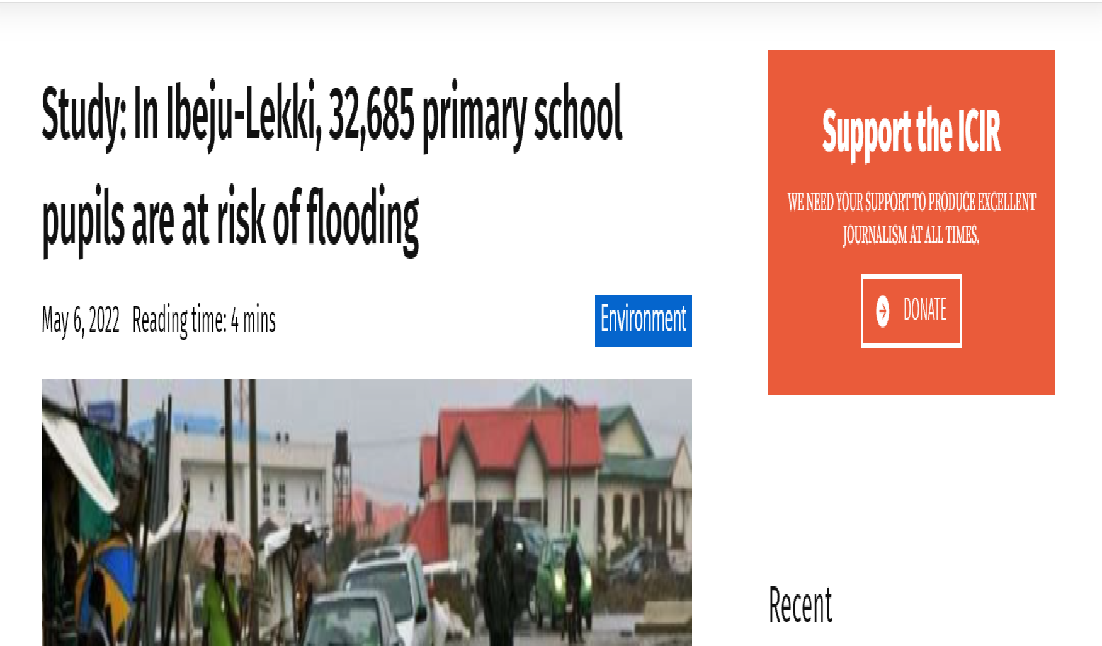 Study: In Ibeju-Lekki, 32,685 primary school
pupils are at risk of flooding
May 6, 2022 Reading time: 4 mins
Environment
Support the ICIR
WE NEED YOUR SUPPORT TO PRODUCE EXCELLENT
JOURNALISM AT ALL TIMES.
DONATE
Recent